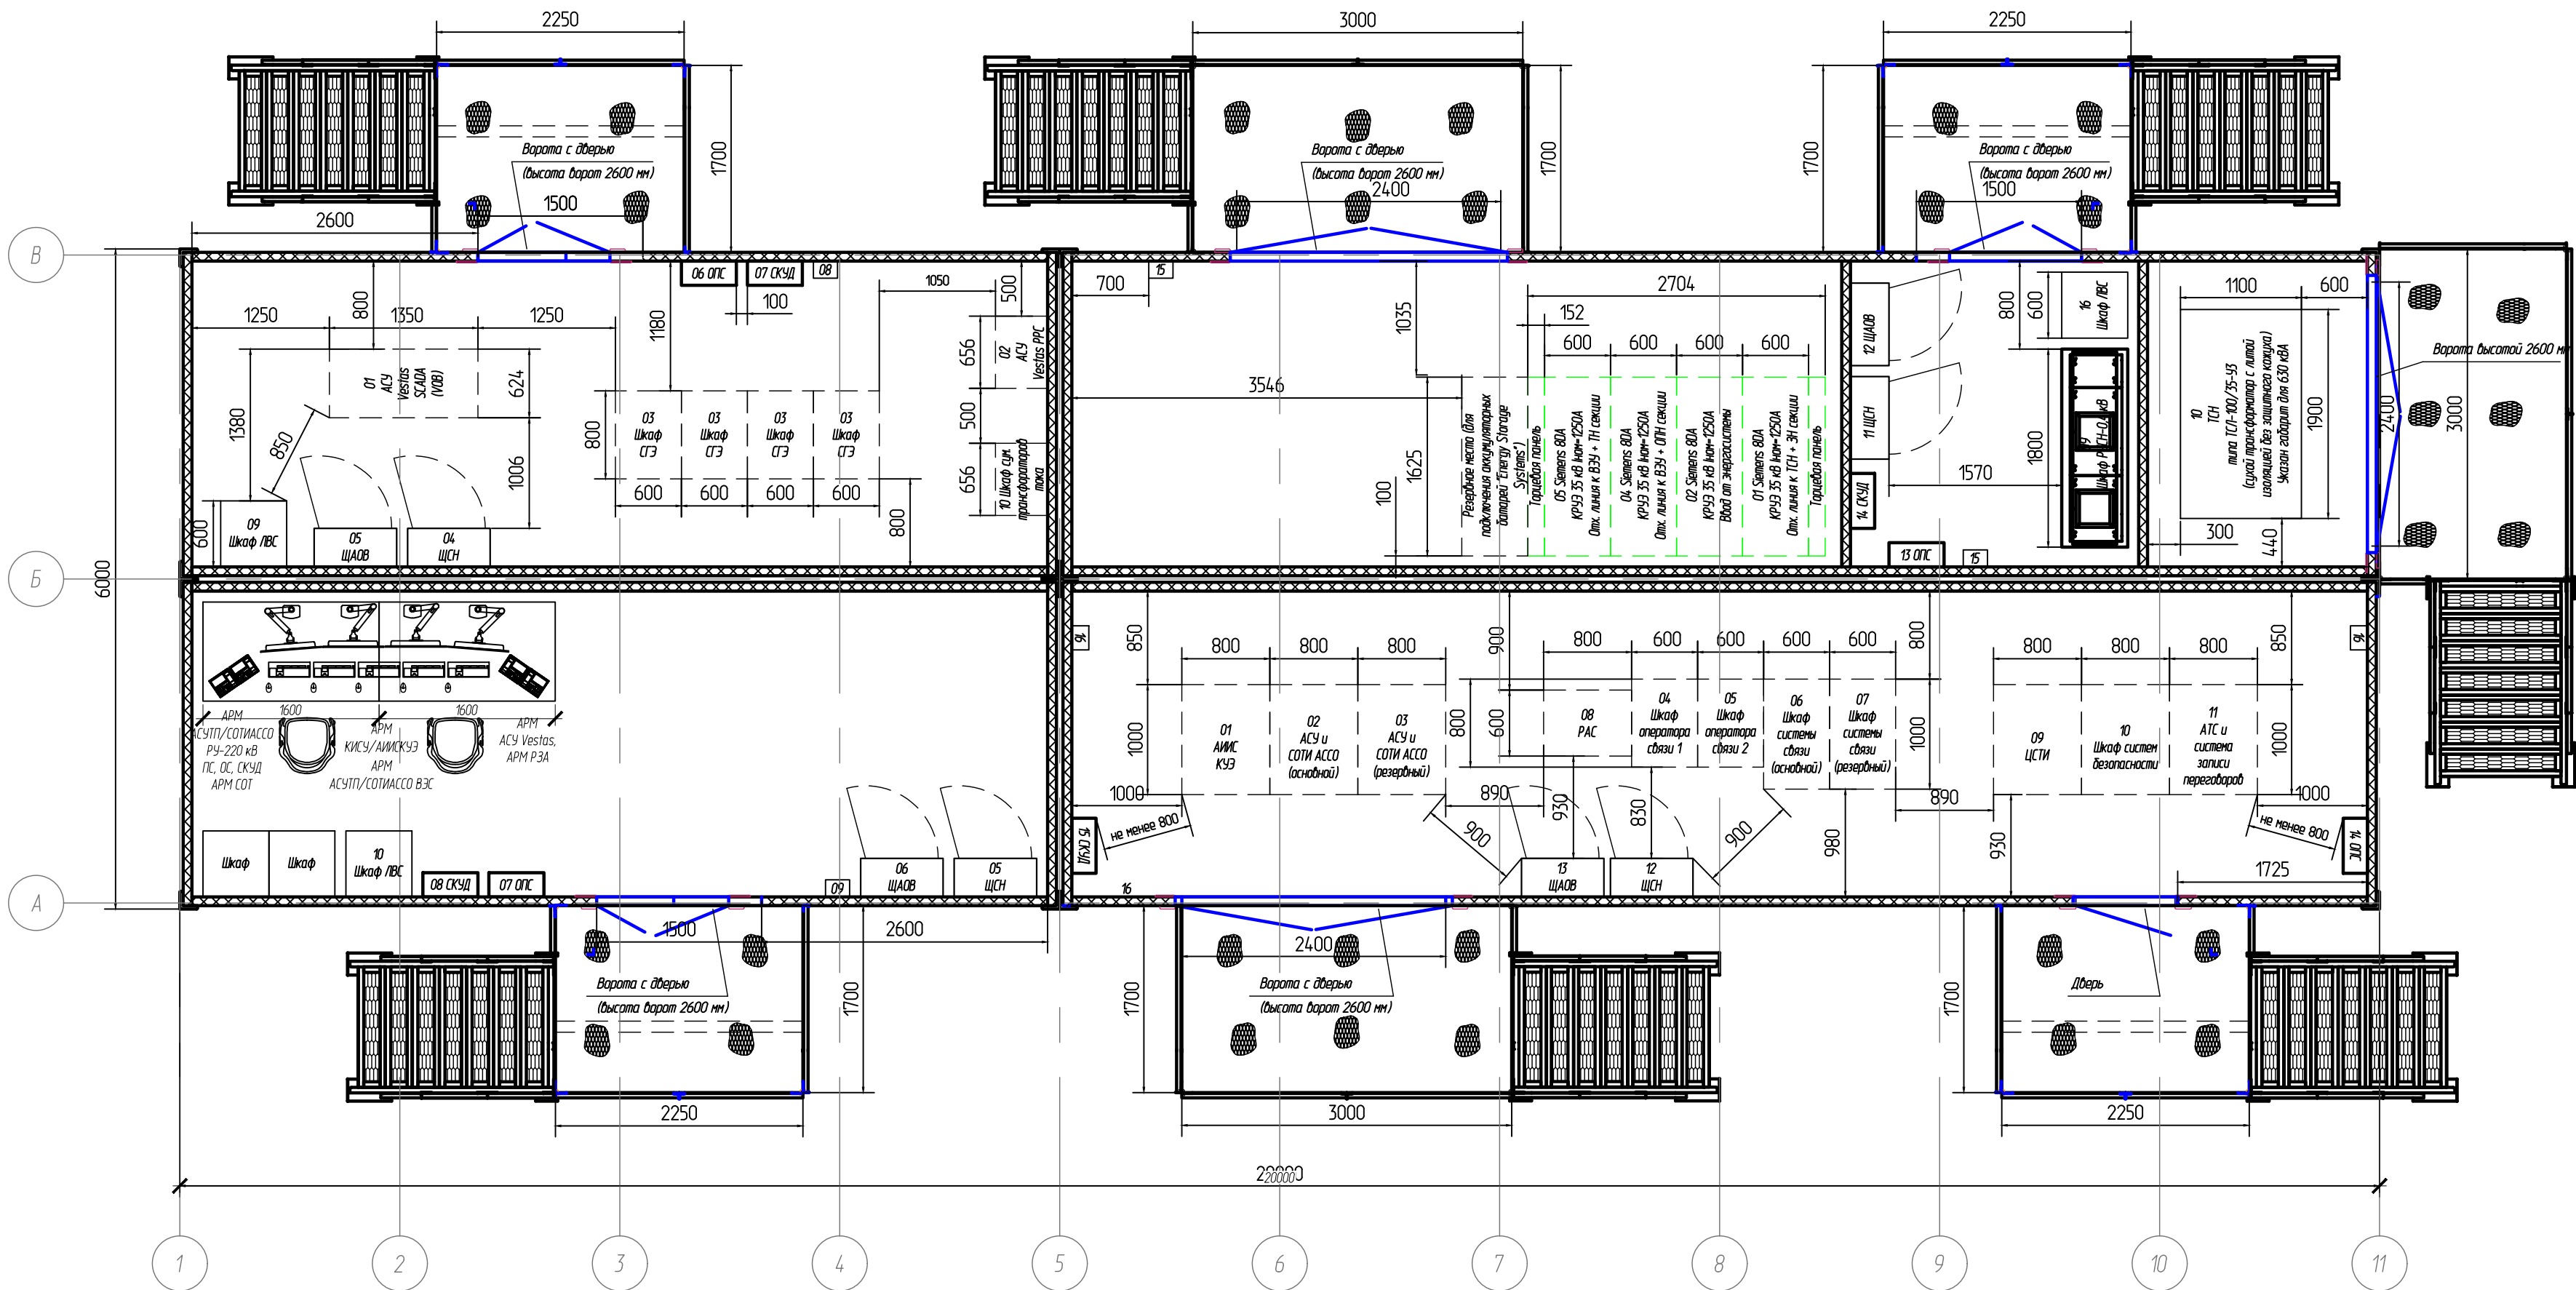 2250
3000
2250
1700
1700
1700
Ворота с дверью
(высота ворот 2600 мм)
1500
2600
Ворота с дверью
(высота ворот 2600 мм)
2400
Ворота с дверью
(высота ворот 2600 мм)
1500
В
Б
А
6000
06 ОПС
07 СКУД
08
100
1050
500
800
1250
1350
1250
1180
1380
850
624
1006
600
01
АСУ
Vestas
SCADA
(VOB)
09
Шкаф ЛВС
05
ЩАОВ
04
ЩСН
800
03
Шкаф
СГЭ
03
Шкаф
СГЭ
03
Шкаф
СГЭ
03
Шкаф
СГЭ
600
600
600
600
800
656
500
656
02
АСУ
Vestas PPC
10 Шкаф сум.
трансформаторов
тока
700
15
1035
2704
152
600
600
600
600
3546
1625
100
Резервное место (для
подключения аккумуляторных
батарей "Energy Storage
Systems")
Торцевая панель
05 Siemens 8DA
КРУЭ 35 кВ Iном=1250А
Отх. линия к ВЭУ + ТН секции
04 Siemens 8DA
КРУЭ 35 кВ Iном=1250А
Отх. линия к ВЭУ + ОПН секции
02 Siemens 8DA
КРУЭ 35 кВ Iном=1250А
Ввод от энергосистемы
01 Siemens 8DA
КРУЭ 35 кВ Iном=1250А
Отх. линия к ТСН + ЗН секции
Торцевая панель
12 ЩАОВ
11 ЩСН
14 СКУД
13 ОПС
15
1570
800
600
1800
16
Шкаф ЛВС
1100
600
10
ТСН
типа ТСЛ-100/35-У3
(сухой трансформатор с литой
изоляцией без защитного кожуха)
Указан габарит для 630 кВА
1900
300
440
Ворота высотой 2600 мм
2400
3000
1600
1600
АРМ
АСУТП/СОТИАССО
РУ-220 кВ
ПС, ОС, СКУД
АРМ СОТ
АРМ
КИСУ/АИИСКУЭ
АРМ
АСУТП/СОТИАССО ВЭС
АРМ
АСУ Vestas,
АРМ РЗА
Шкаф
Шкаф
10
Шкаф ЛВС
08 СКУД
07 ОПС
09
06
ЩАОВ
05
ЩСН
16
850
800
800
800
1000
01
АИИС
КУЭ
02
АСУ и
СОТИ АССО
(основной)
03
АСУ и
СОТИ АССО
(резервный)
1000
не менее 800
15 СКУД
16
900
800
600
600
600
600
800
600
08
РАС
04
Шкаф
оператора
связи 1
05
Шкаф
оператора
связи 2
06
Шкаф
системы
связи
(основной)
07
Шкаф
системы
связи
(резервный)
800
1000
890
930
830
900
900
980
890
13
ЩАОВ
12
ЩСН
800
800
800
850
1000
09
ЦСТИ
10
Шкаф систем
безопасности
11
АТС и
система
записи
переговоров
16
1000
не менее 800
930
14 ОПС
1725
1500
2600
Ворота с дверью
(высота ворот 2600 мм)
1700
2250
2400
Ворота с дверью
(высота ворот 2600 мм)
1700
3000
Дверь
1700
2250
20000
1
2
3
4
5
6
7
8
9
10
11